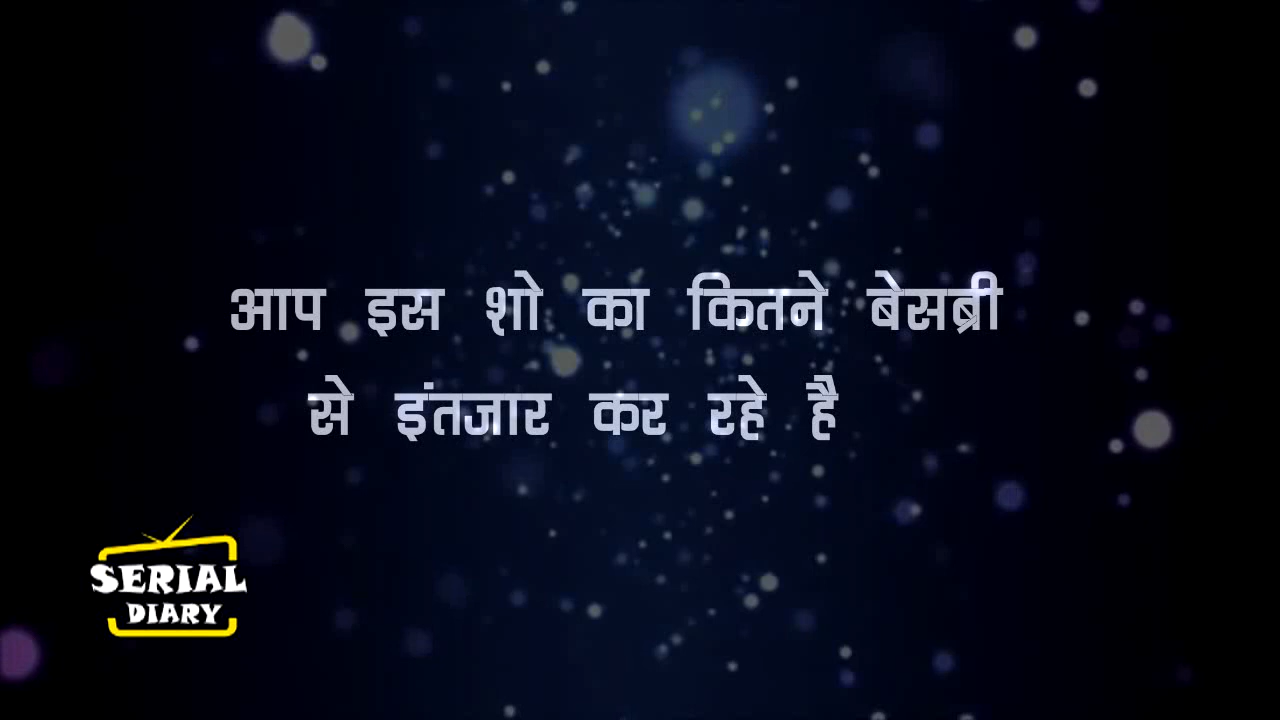 आप इस शो का कितने बेसब्री
से इंतजार कर रहे है
SERIAL
DIARY